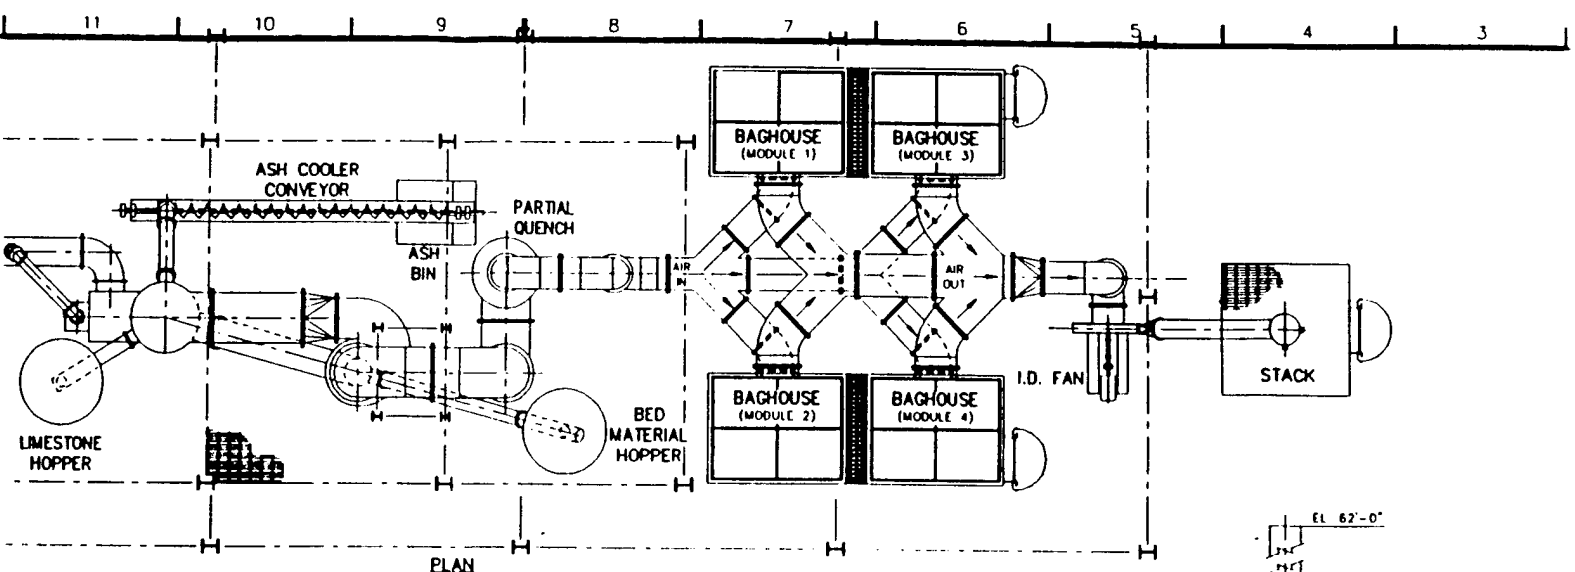 11 10 9 8 7 6 5 4 3
BAGHOUSE
(MODULE 1)
BAGHOUSE
(MODULE 3)
ASH COOLER
CONVEYOR
PARTIAL
QUENCH
ASH
BIN
AIR
IN
AIR
OUT
I.D. FAN
STACK
BAGHOUSE
(MODULE 2)
BAGHOUSE
(MODULE 4)
BED
MATERIAL
HOPPER
LIMESTONE
HOPPER
EL 62'-0"
PLAN